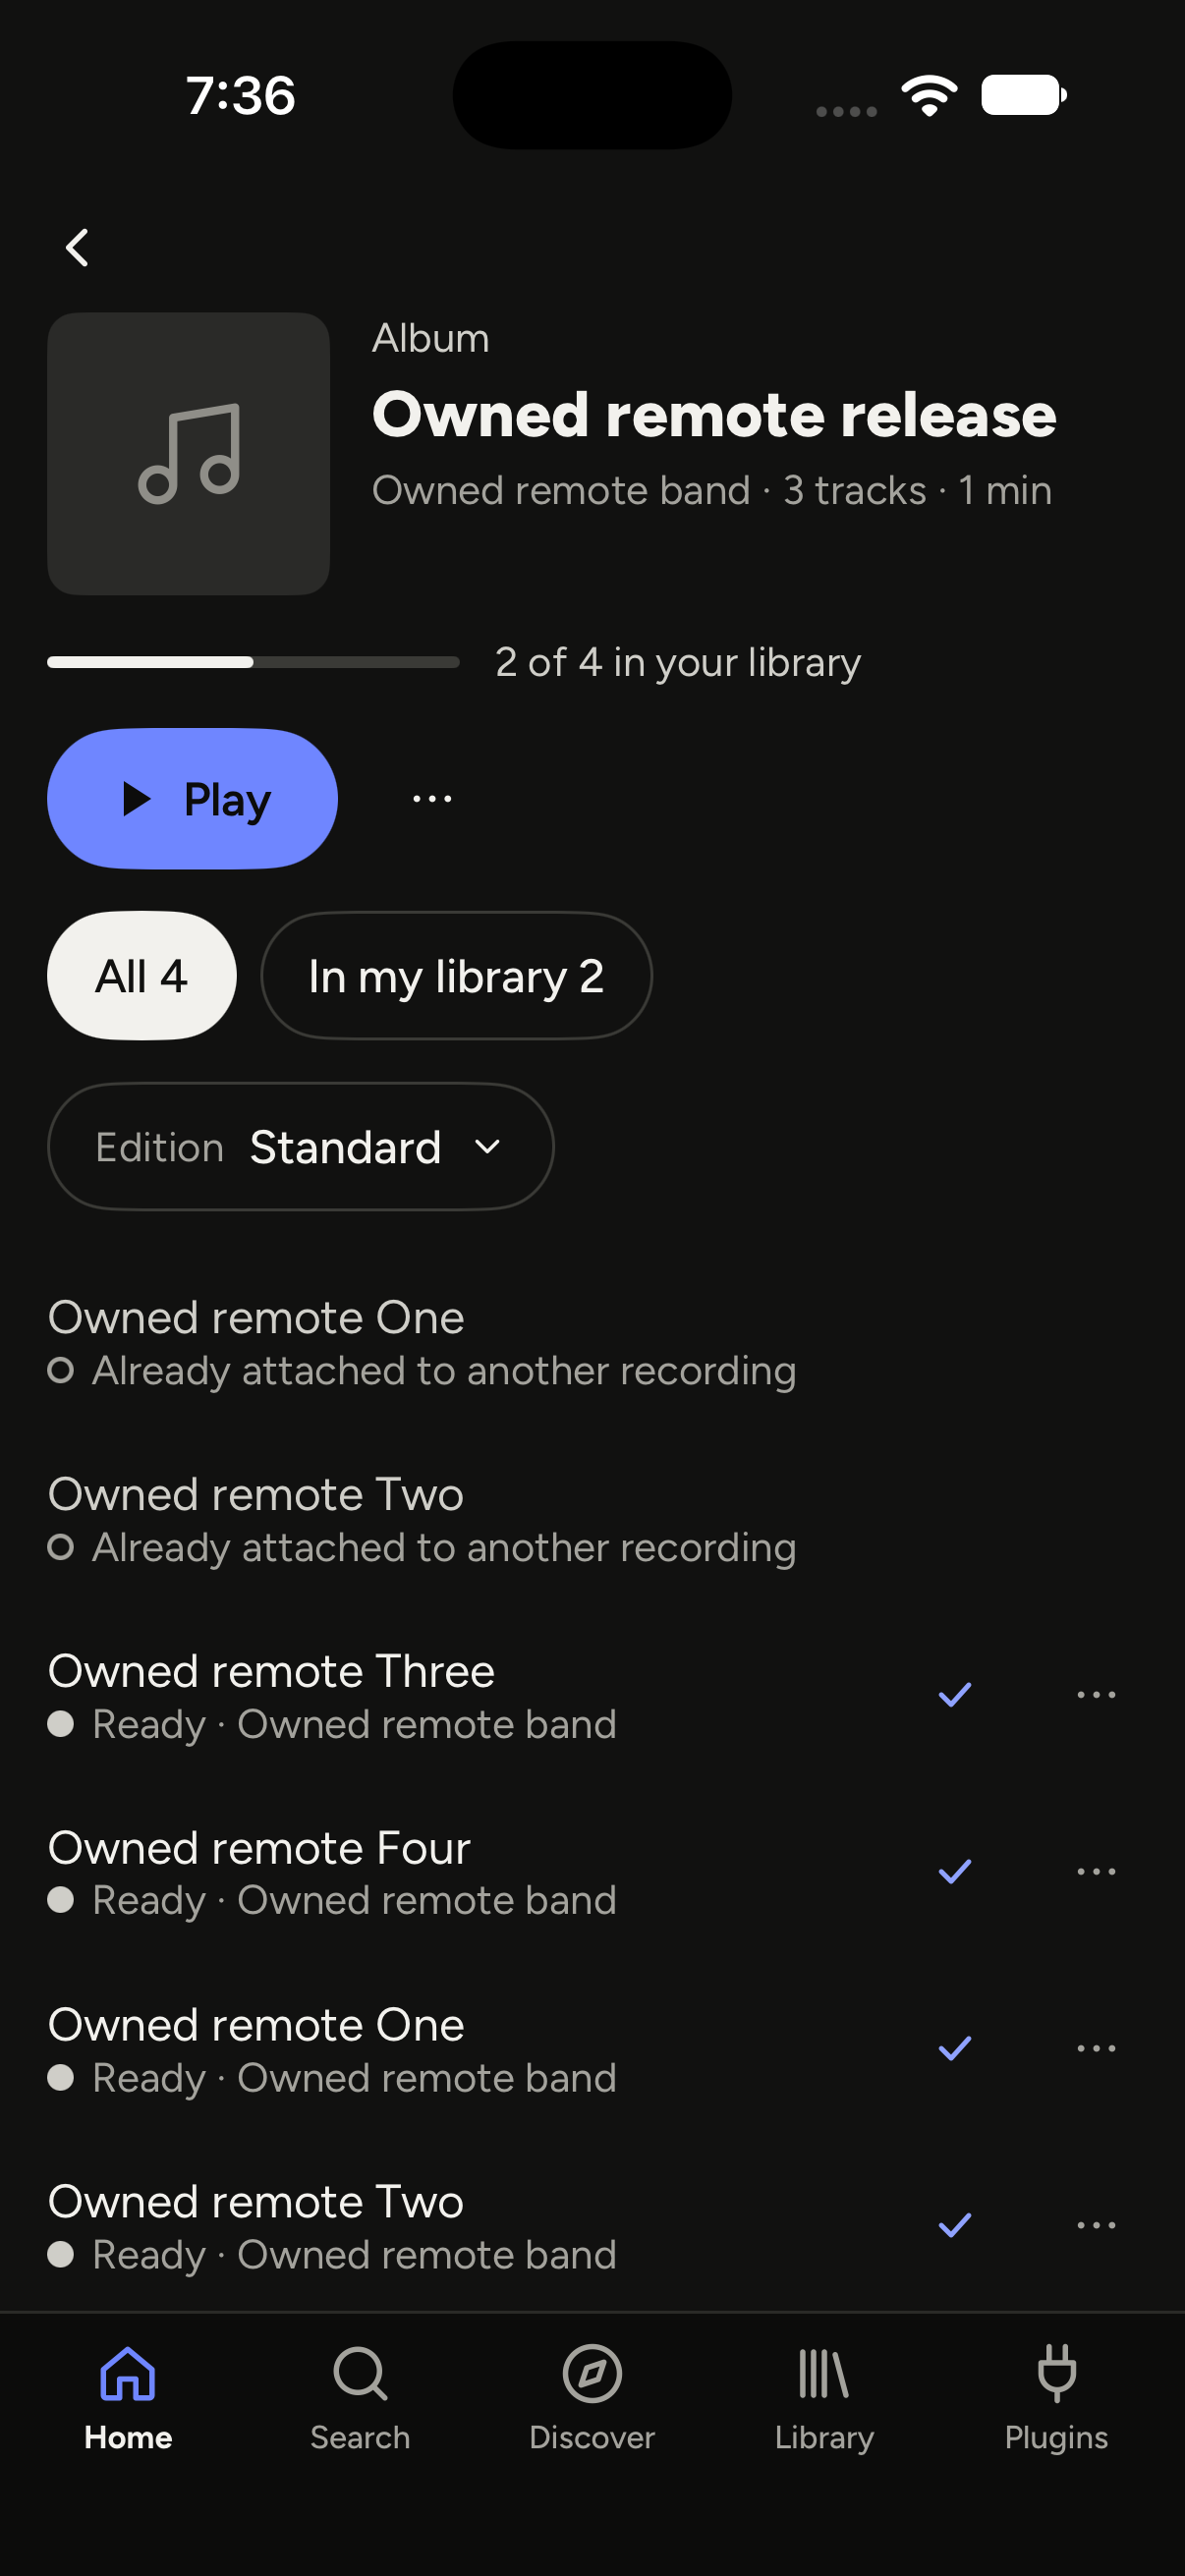 7:36
Album
Owned remote release
Owned remote band · 3 tracks · 1 min
2 of 4 in your library
Play
All 4
In my library 2
Edition Standard
Owned remote One
Already attached to another recording
Owned remote Two
Already attached to another recording
Owned remote Three
Ready · Owned remote band
Owned remote Four
Ready · Owned remote band
Owned remote One
Ready · Owned remote band
Owned remote Two
Ready · Owned remote band
Home
Search
Discover
Library
Plugins